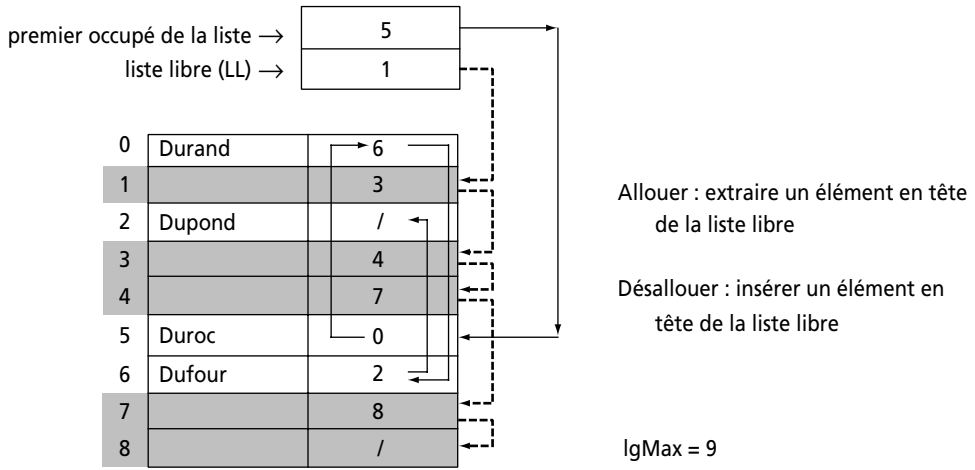 premier occupé de la liste → 5
liste libre (LL) → 1
0 Durand 6
1 3
2 Dupond /
3 4
4 7
5 Duroc 0
6 Dufour 2
7 8
8 /
Allouer : extraire un élément en tête
de la liste libre
Désallouer : insérer un élément en
tête de la liste libre
lgMax = 9